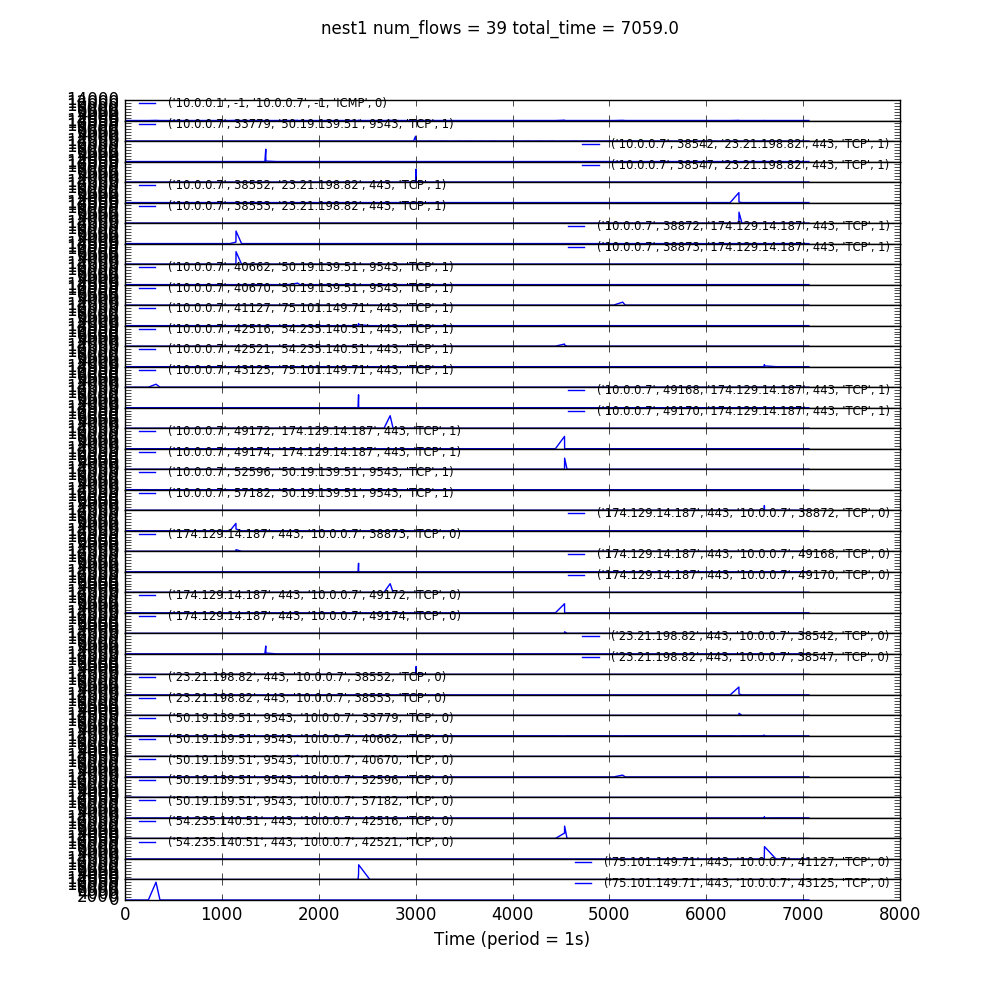 nest1 num_flows = 39 total_time = 7059.0
14000
('10.0.0.1', -1, '10.0.0.7', -1, 'ICMP', 0)
('10.0.0.7', 33779, '50.19.139.51', 9543, 'TCP', 1)
('10.0.0.7', 38542, '23.21.198.82', 443, 'TCP', 1)
('10.0.0.7', 38547, '23.21.198.82', 443, 'TCP', 1)
('10.0.0.7', 38552, '23.21.198.82', 443, 'TCP', 1)
('10.0.0.7', 38553, '23.21.198.82', 443, 'TCP', 1)
('10.0.0.7', 38872, '174.129.14.187', 443, 'TCP', 1)
('10.0.0.7', 38873, '174.129.14.187', 443, 'TCP', 1)
('10.0.0.7', 40662, '50.19.139.51', 9543, 'TCP', 1)
('10.0.0.7', 40670, '50.19.139.51', 9543, 'TCP', 1)
('10.0.0.7', 41127, '75.101.149.71', 443, 'TCP', 1)
('10.0.0.7', 42516, '54.235.140.51', 443, 'TCP', 1)
('10.0.0.7', 42521, '54.235.140.51', 443, 'TCP', 1)
('10.0.0.7', 43125, '75.101.149.71', 443, 'TCP', 1)
('10.0.0.7', 49168, '174.129.14.187', 443, 'TCP', 1)
('10.0.0.7', 49170, '174.129.14.187', 443, 'TCP', 1)
('10.0.0.7', 49172, '174.129.14.187', 443, 'TCP', 1)
('10.0.0.7', 49174, '174.129.14.187', 443, 'TCP', 1)
('10.0.0.7', 52596, '50.19.139.51', 9543, 'TCP', 1)
('10.0.0.7', 57182, '50.19.139.51', 9543, 'TCP', 1)
('174.129.14.187', 443, '10.0.0.7', 38872, 'TCP', 0)
('174.129.14.187', 443, '10.0.0.7', 38873, 'TCP', 0)
('174.129.14.187', 443, '10.0.0.7', 49168, 'TCP', 0)
('174.129.14.187', 443, '10.0.0.7', 49170, 'TCP', 0)
('174.129.14.187', 443, '10.0.0.7', 49172, 'TCP', 0)
('174.129.14.187', 443, '10.0.0.7', 49174, 'TCP', 0)
('23.21.198.82', 443, '10.0.0.7', 38542, 'TCP', 0)
('23.21.198.82', 443, '10.0.0.7', 38547, 'TCP', 0)
('23.21.198.82', 443, '10.0.0.7', 38552, 'TCP', 0)
('23.21.198.82', 443, '10.0.0.7', 38553, 'TCP', 0)
('50.19.139.51', 9543, '10.0.0.7', 33779, 'TCP', 0)
('50.19.139.51', 9543, '10.0.0.7', 40662, 'TCP', 0)
('50.19.139.51', 9543, '10.0.0.7', 40670, 'TCP', 0)
('50.19.139.51', 9543, '10.0.0.7', 52596, 'TCP', 0)
('50.19.139.51', 9543, '10.0.0.7', 57182, 'TCP', 0)
('54.235.140.51', 443, '10.0.0.7', 42516, 'TCP', 0)
('54.235.140.51', 443, '10.0.0.7', 42521, 'TCP', 0)
('75.101.149.71', 443, '10.0.0.7', 41127, 'TCP', 0)
('75.101.149.71', 443, '10.0.0.7', 43125, 'TCP', 0)
0 1000 2000 3000 4000 5000 6000 7000 8000
Time (period = 1s)